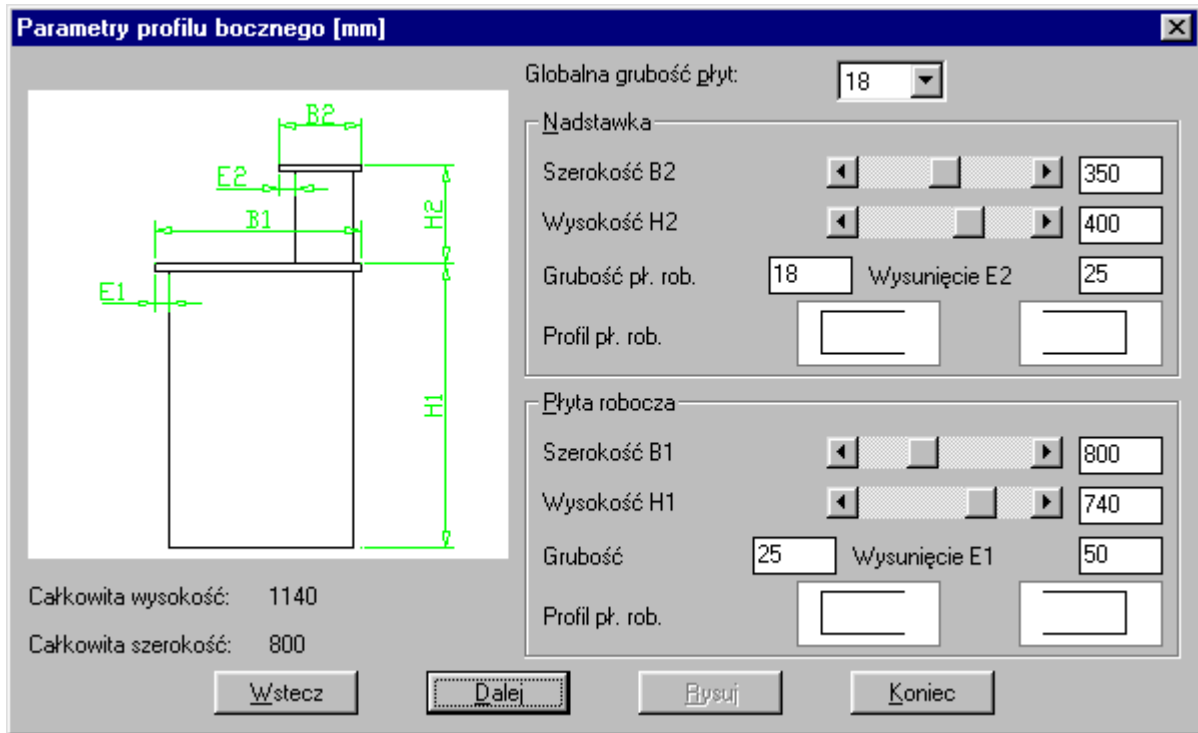 Parametry profilu bocznego [mm]
Globalna grubość płyt: 18
B2
E2
B1
H2
E1
H1
Całkowita wysokość: 1140
Całkowita szerokość: 800
Nadstawka
Szerokość B2 350
Wysokość H2 400
Grubość pł. rob. 18 Wysunięcie E2 25
Profil pł. rob.
Płyta robocza
Szerokość B1 800
Wysokość H1 740
Grubość 25 Wysunięcie E1 50
Profil pł. rob.
Wstecz Dalej Rysuj Koniec